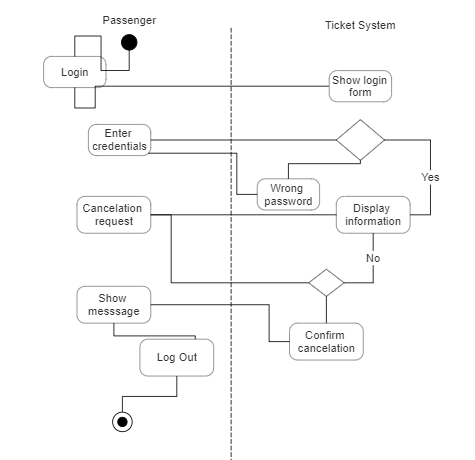 Passenger
Ticket System
Login
Show login
form
Enter
credentials
Yes
Wrong
password
Cancelation
request
Display
information
No
Show
messsage
Confirm
cancelation
Log Out